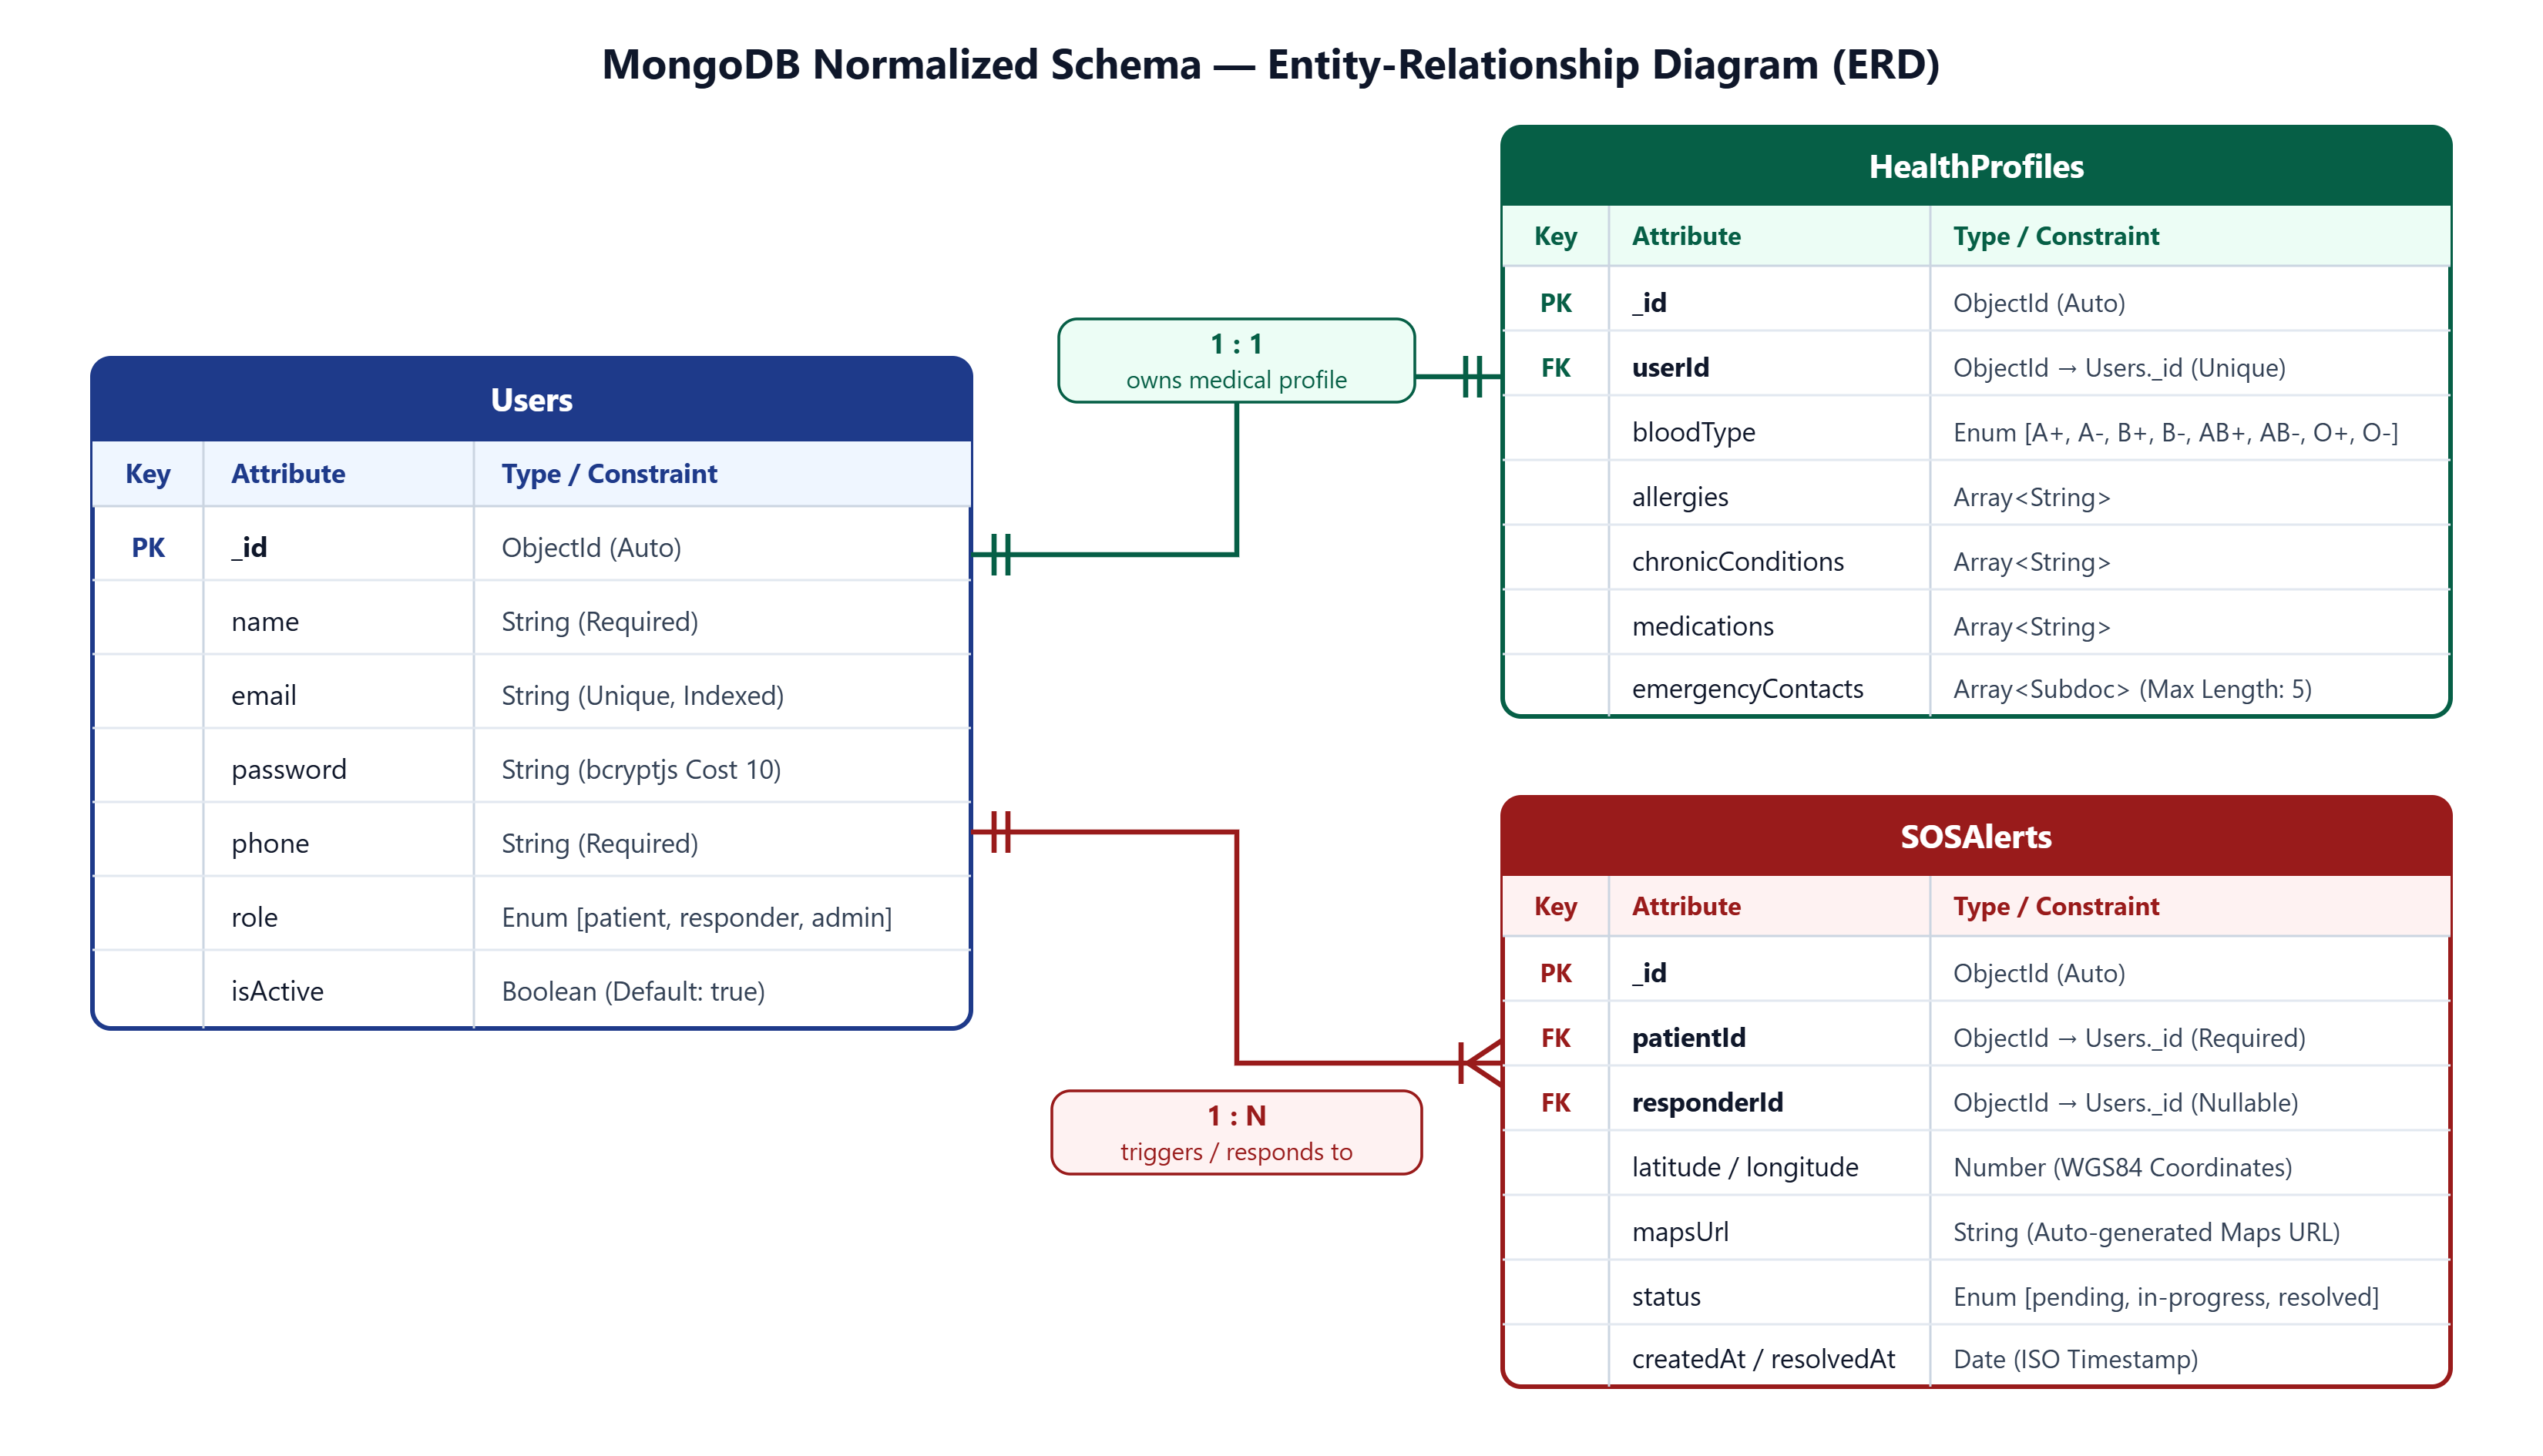 MongoDB Normalized Schema — Entity-Relationship Diagram (ERD)
Users
Key Attribute Type / Constraint
PK _id ObjectId (Auto)
name String (Required)
email String (Unique, Indexed)
password String (bcryptjs Cost 10)
phone String (Required)
role Enum [patient, responder, admin]
isActive Boolean (Default: true)
1 : 1
owns medical profile
HealthProfiles
Key Attribute Type / Constraint
PK _id ObjectId (Auto)
FK userId ObjectId → Users._id (Unique)
bloodType Enum [A+, A-, B+, B-, AB+, AB-, O+, O-]
allergies Array<String>
chronicConditions Array<String>
medications Array<String>
emergencyContacts Array<Subdoc> (Max Length: 5)
1 : N
triggers / responds to
SOSAlerts
Key Attribute Type / Constraint
PK _id ObjectId (Auto)
FK patientId ObjectId → Users._id (Required)
FK responderId ObjectId → Users._id (Nullable)
latitude / longitude Number (WGS84 Coordinates)
mapsUrl String (Auto-generated Maps URL)
status Enum [pending, in-progress, resolved]
createdAt / resolvedAt Date (ISO Timestamp)